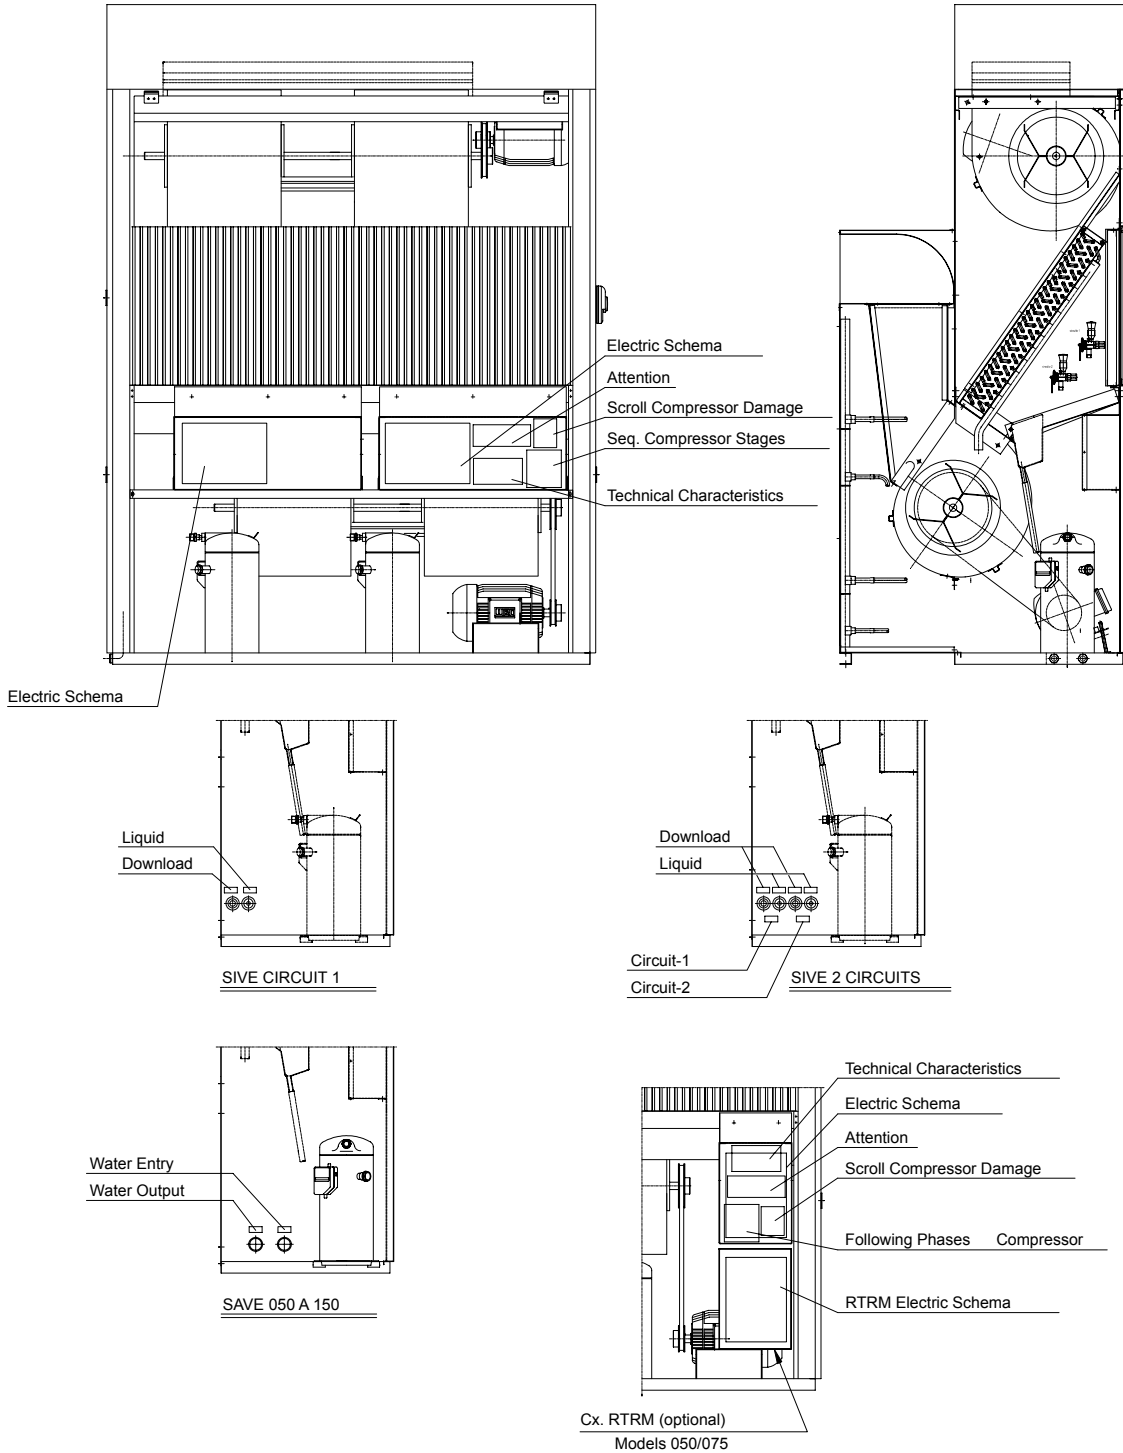 Electric Schema
Attention
Scroll Compressor Damage
Seq. Compressor Stages
Technical Characteristics
Electric Schema
Liquid
Download
SIVE CIRCUIT 1
Download
Liquid
Circuit-1
Circuit-2
SIVE 2 CIRCUITS
Water Entry
Water Output
SAVE 050 A 150
Technical Characteristics
Electric Schema
Attention
Scroll Compressor Damage
Following Phases Compressor
RTRM Electric Schema
Cx. RTRM (optional)
Models 050/075